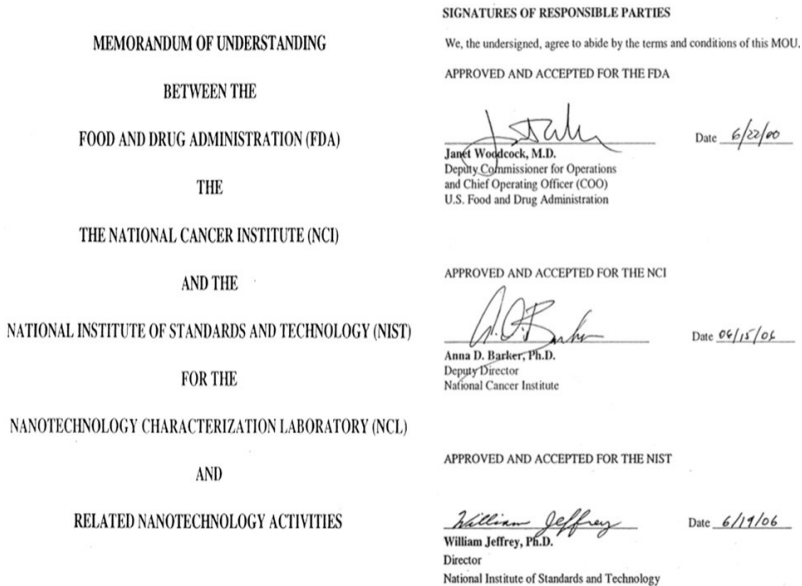 MEMORANDUM OF UNDERSTANDING
BETWEEN THE
FOOD AND DRUG ADMINISTRATION (FDA)
THE
THE NATIONAL CANCER INSTITUTE (NCI)
AND THE
NATIONAL INSTITUTE OF STANDARDS AND TECHNOLOGY (NIST)
FOR THE
NANOTECHNOLOGY CHARACTERIZATION LABORATORY (NCL)
AND
RELATED NANOTECHNOLOGY ACTIVITIES
SIGNATURES OF RESPONSIBLE PARTIES
We, the undersigned, agree to abide by the terms and conditions of this MOU.
APPROVED AND ACCEPTED FOR THE FDA
Date
Janet Woodcock, M.D.
Deputy Commissioner for Operations
and Chief Operating Officer (COO)
U.S. Food and Drug Administration
APPROVED AND ACCEPTED FOR THE NCI
A. D. Barker Date 06/15/06
Anna D. Barker, Ph.D.
Deputy Director
National Cancer Institute
APPROVED AND ACCEPTED FOR THE NIST
William Jeffrey Date 6/19/06
William Jeffrey, Ph.D.
Director
National Institute of Standards and Technology